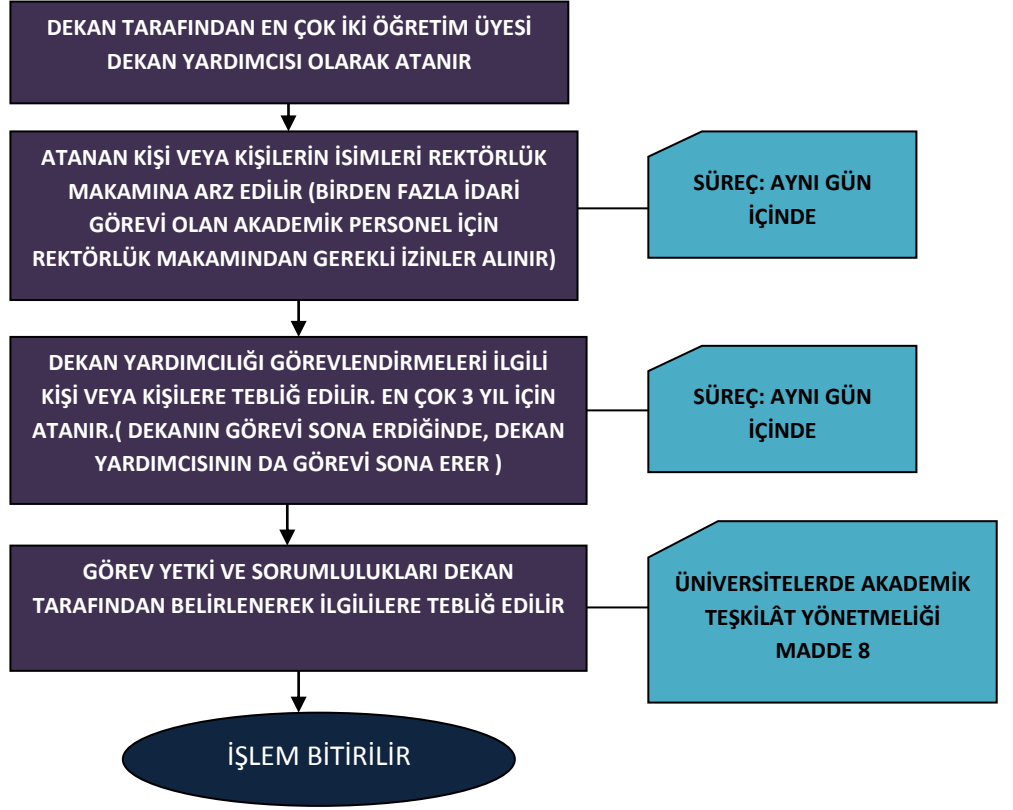 DEKAN TARAFINDAN EN ÇOK İKİ ÖĞRETİM ÜYESİ
DEKAN YARDIMCISI OLARAK ATANIR
ATANAN KİŞİ VEYA KİŞİLERİN İSİMLERİ REKTÖRLÜK
MAKAMINA ARZ EDİLİR (BİRDEN FAZLA İDARİ
GÖREVİ OLAN AKADEMİK PERSONEL İÇİN
REKTÖRLÜK MAKAMINDAN GEREKLİ İZİNLER ALINIR)
SÜREÇ: AYNI GÜN
İÇİNDE
DEKAN YARDIMCILIĞI GÖREVLENDİRMELERİ İLGİLİ
KİŞİ VEYA KİŞİLERE TEBLİĞ EDİLİR. EN ÇOK 3 YIL İÇİN
ATANIR.( DEKANIN GÖREVİ SONA ERDİĞİNDE, DEKAN
YARDIMCISININ DA GÖREVİ SONA ERER )
SÜREÇ: AYNI GÜN
İÇİNDE
GÖREV YETKİ VE SORUMLULUKLARI DEKAN
TARAFINDAN BELİRLENEREK İLGİLİLERE TEBLİĞ EDİLİR
ÜNİVERSİTELERDE AKADEMİK
TEŞKİLÂT YÖNETMELİĞİ
MADDE 8
İŞLEM BİTİRİLİR